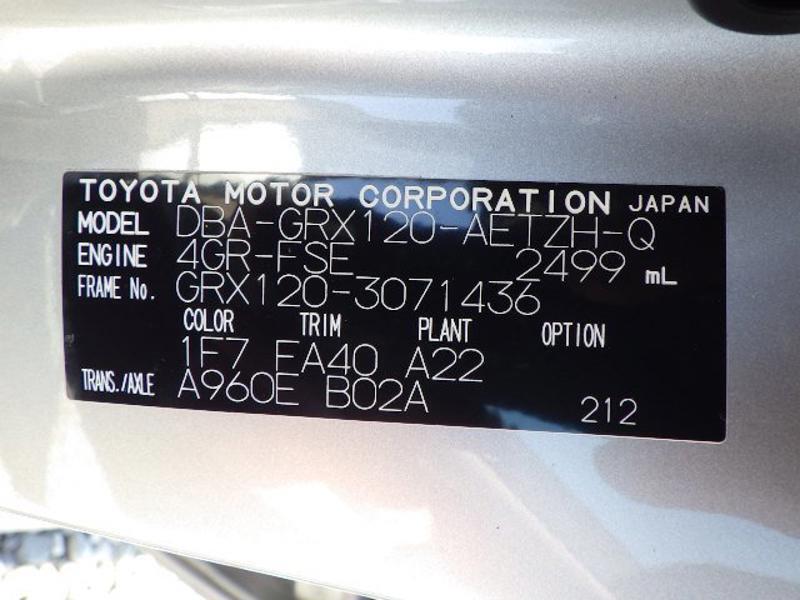 TOYOTA MOTOR CORPORATION JAPAN
MODEL DBA-GRX120-AETZH-Q
ENGINE 4GR-FSE 2499 mL
FRAME No. GRX120-3071436
COLOR TRIM PLANT OPTION
1F7 EA40 A22
TRANS./AXLE A960E B02A 212